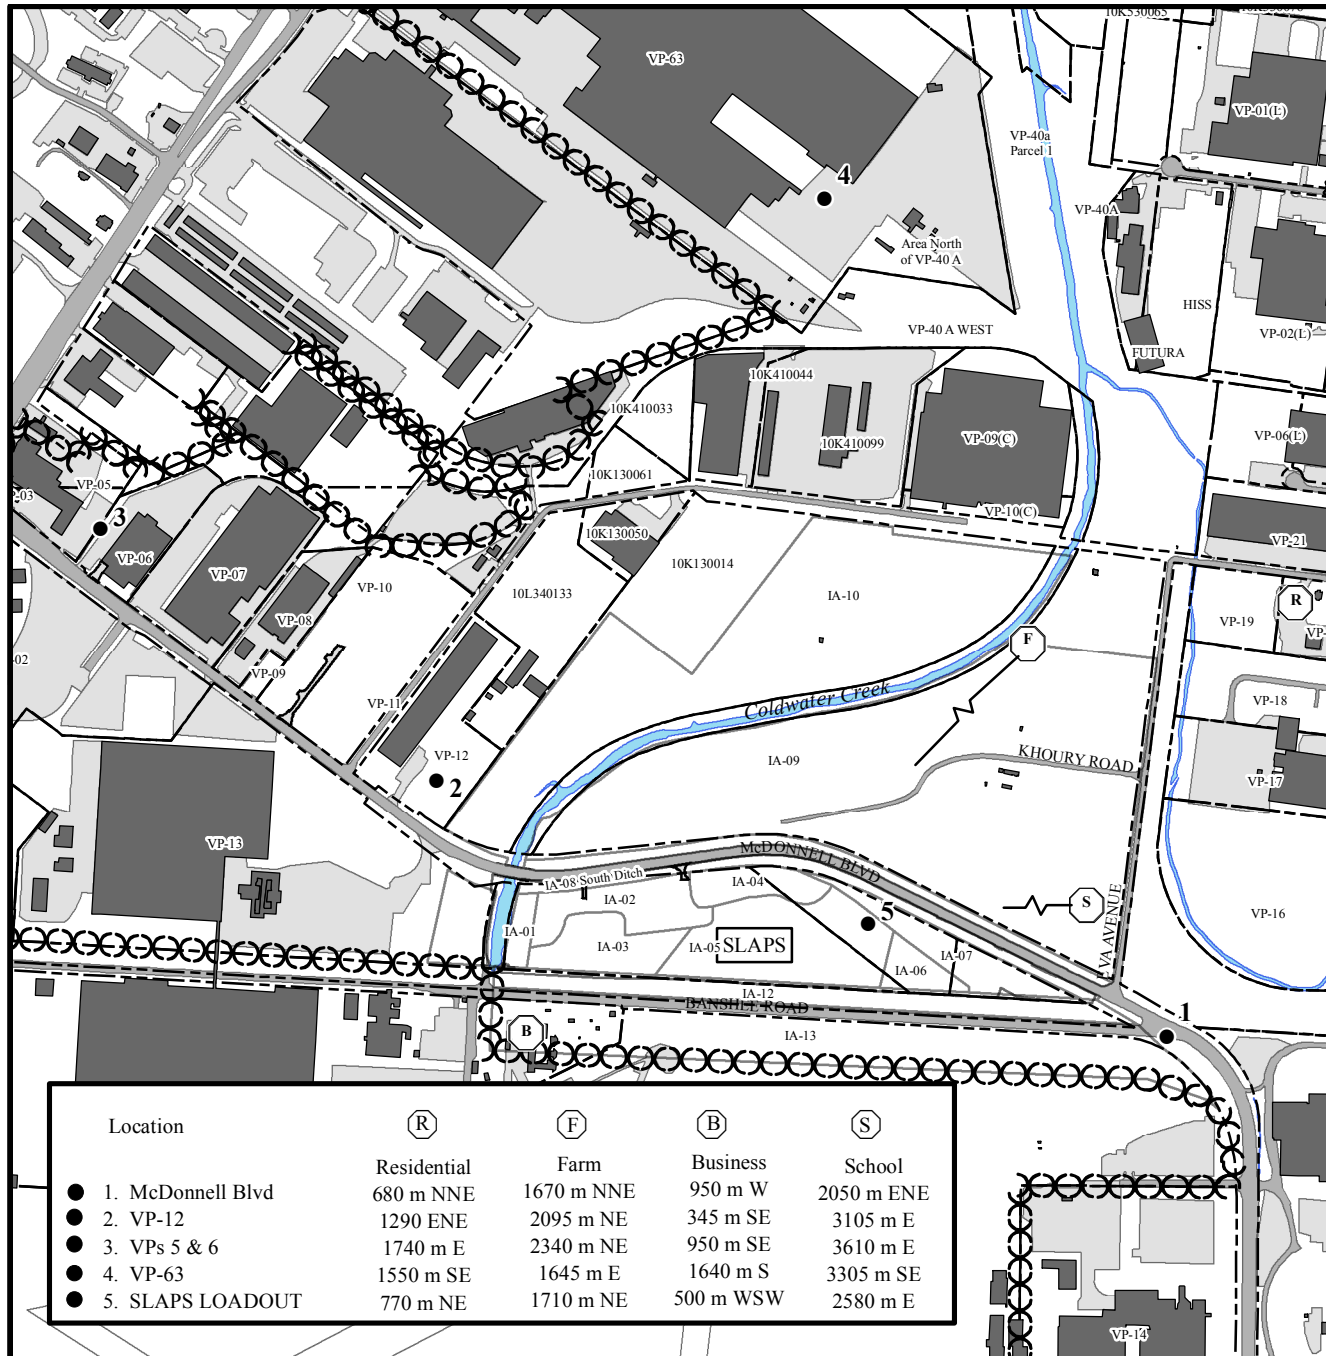 10K530065
VP-63
VP-01(L)
VP-40a
Parcel 1
4
VP-40A
Area North
of VP-40 A
HISS
VP-40 A WEST
VP-02(L)
FUTURA
10K410044
10K410033
10K410099
VP-09(C)
VP-06(L)
10K130061
VP-03
VP-05
3
VP-10(C)
10K130050
VP-21
VP-06
VP-07
VP-10
10K130014
10L340133
IA-10
R
VP-08
VP-19
VP-
F
-02
VP-09
Coldwater Creek
VP-11
VP-18
VP-12
IA-09
KHOURY ROAD
VP-17
2
VP-13
McDONNELL BLVD
IA-08 South Ditch
IA-04
IA-02
S
EVA AVENUE
VP-16
5
IA-01
IA-03
IA-05
SLAPS
IA-07
IA-06
IA-12
BANSHEE ROAD
1
B
IA-13
Location R F B S
Residential Farm Business School
1. McDonnell Blvd 680 m NNE 1670 m NNE 950 m W 2050 m ENE
2. VP-12 1290 ENE 2095 m NE 345 m SE 3105 m E
3. VPs 5 & 6 1740 m E 2340 m NE 950 m SE 3610 m E
4. VP-63 1550 m SE 1645 m E 1640 m S 3305 m SE
5. SLAPS LOADOUT 770 m NE 1710 m NE 500 m WSW 2580 m E
VP-14